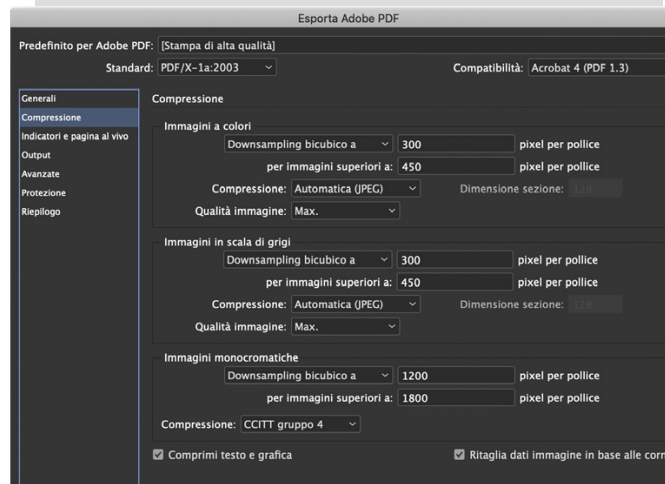 Esporta Adobe PDF
Predefinito per Adobe PDF: [Stampa di alta qualità]
Standard: PDF/X-1a:2003 Compatibilità: Acrobat 4 (PDF 1.3)
Generali
Compressione
Indicatori e pagina al vivo
Output
Avanzate
Protezione
Riepilogo
Compressione
Immagini a colori
Downsampling bicubico a 300 pixel per pollice
per immagini superiori a: 450 pixel per pollice
Compressione: Automatica (JPEG) Dimensione sezione: 128
Qualità immagine: Max.
Immagini in scala di grigi
Downsampling bicubico a 300 pixel per pollice
per immagini superiori a: 450 pixel per pollice
Compressione: Automatica (JPEG) Dimensione sezione: 128
Qualità immagine: Max.
Immagini monocromatiche
Downsampling bicubico a 1200 pixel per pollice
per immagini superiori a: 1800 pixel per pollice
Compressione: CCITT gruppo 4
Comprimi testo e grafica Ritaglia dati immagine in base alle corn